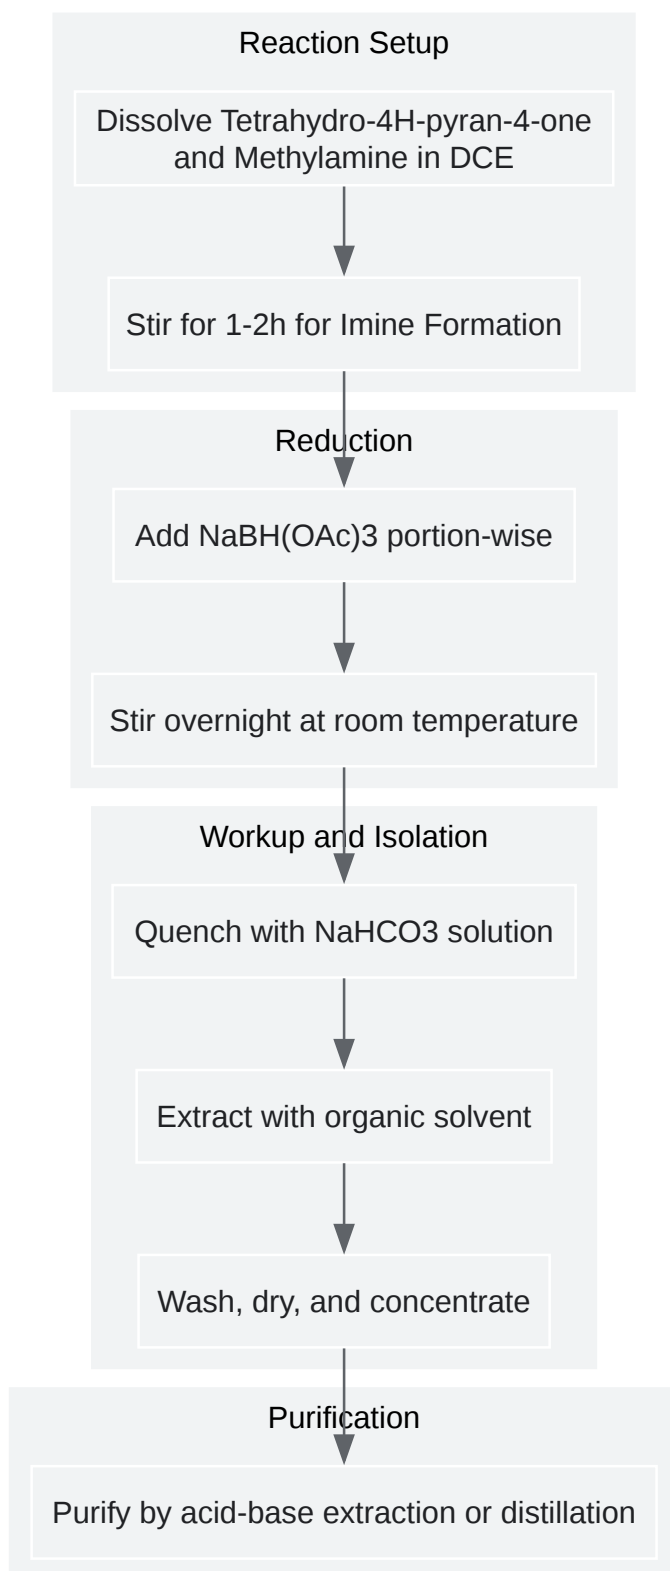 Reaction Setup
Dissolve Tetrahydro-4H-pyran-4-one
and Methylamine in DCE
Stir for 1-2h for Imine Formation
Reduction
Add NaBH(OAc)3 portion-wise
Stir overnight at room temperature
Workup and Isolation
Quench with NaHCO3 solution
Extract with organic solvent
Wash, dry, and concentrate
Purification
Purify by acid-base extraction or distillation